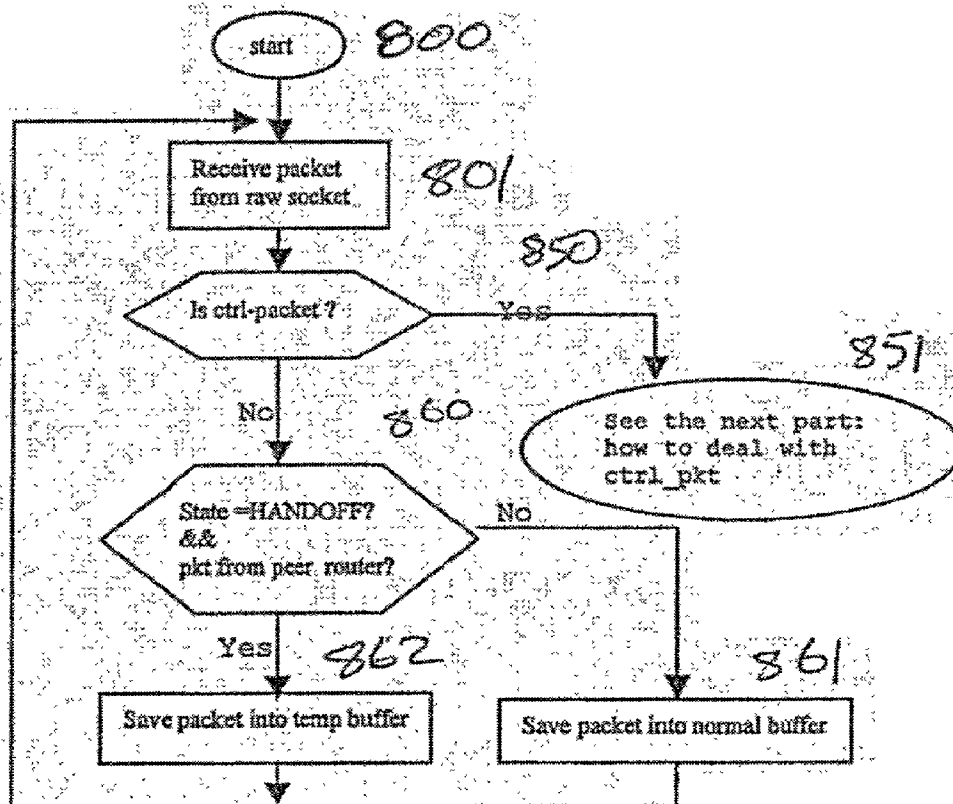 start 800
Receive packet
from raw socket
801
850
Is ctrl-packet ?
Yes
851
No
860
See the next part:
how to deal with
ctrl_pkt
State =HANDOFF?
&&
pkt from peer router?
No
Yes
862
861
Save packet into temp buffer
Save packet into normal buffer